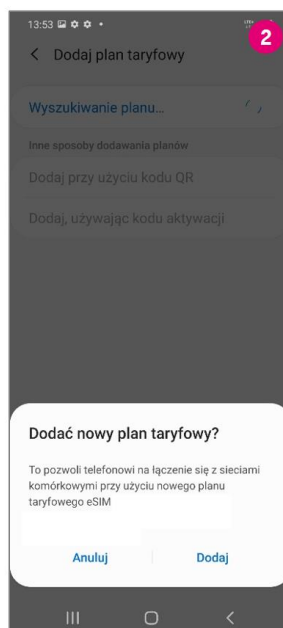 13:53
2
Dodaj plan taryfowy
Wyszukiwanie planu...
Inne sposoby dodawania planów
Dodaj przy użyciu kodu QR
Dodaj, używając kodu aktywacji
Dodać nowy plan taryfowy?
To pozwoli telefonowi na łączenie się z sieciami
komórkowymi przy użyciu nowego planu
taryfowego eSIM
Anuluj Dodaj